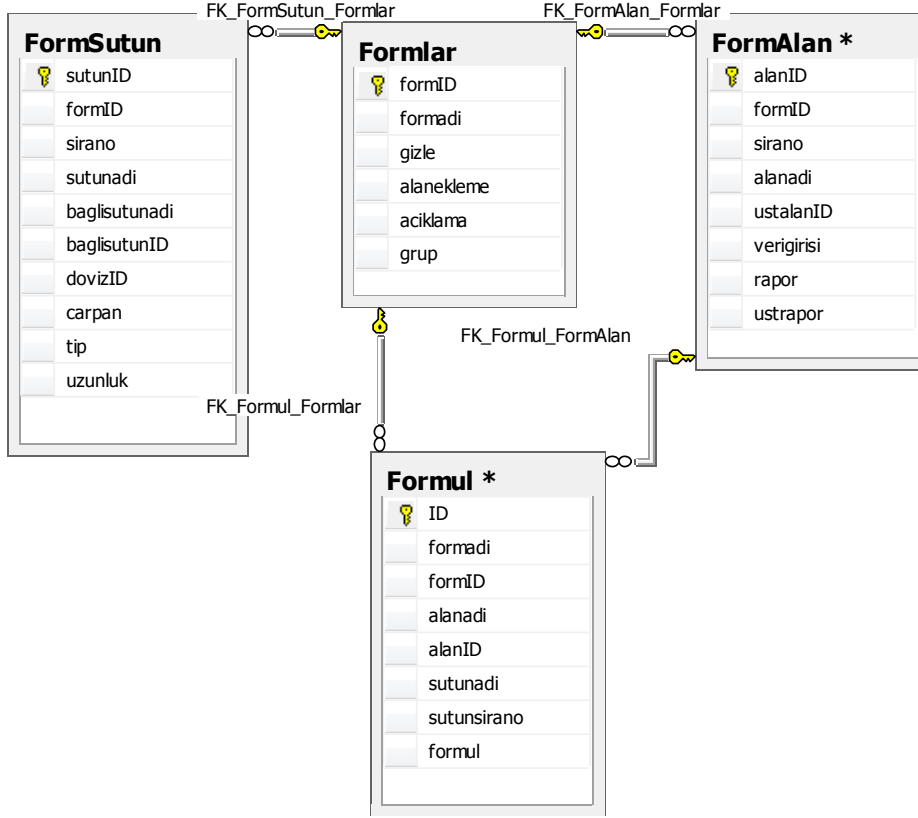 FK_FormSutun_Formlar
FK_FormAlan_Formlar
FormSutun
sutunID
formID
sirano
sutunadi
baglisutunadi
baglisutunID
dovizID
carpan
tip
uzunluk
Formlar
formID
formadi
gizle
alanekleme
aciklama
grup
FormAlan *
alanID
formID
sirano
alanadi
ustalanID
verigirisi
rapor
ustrapor
FK_Formul_FormAlan
FK_Formul_Formlar
Formul *
ID
formadi
formID
alanadi
alanID
sutunadi
sutunsirano
formul